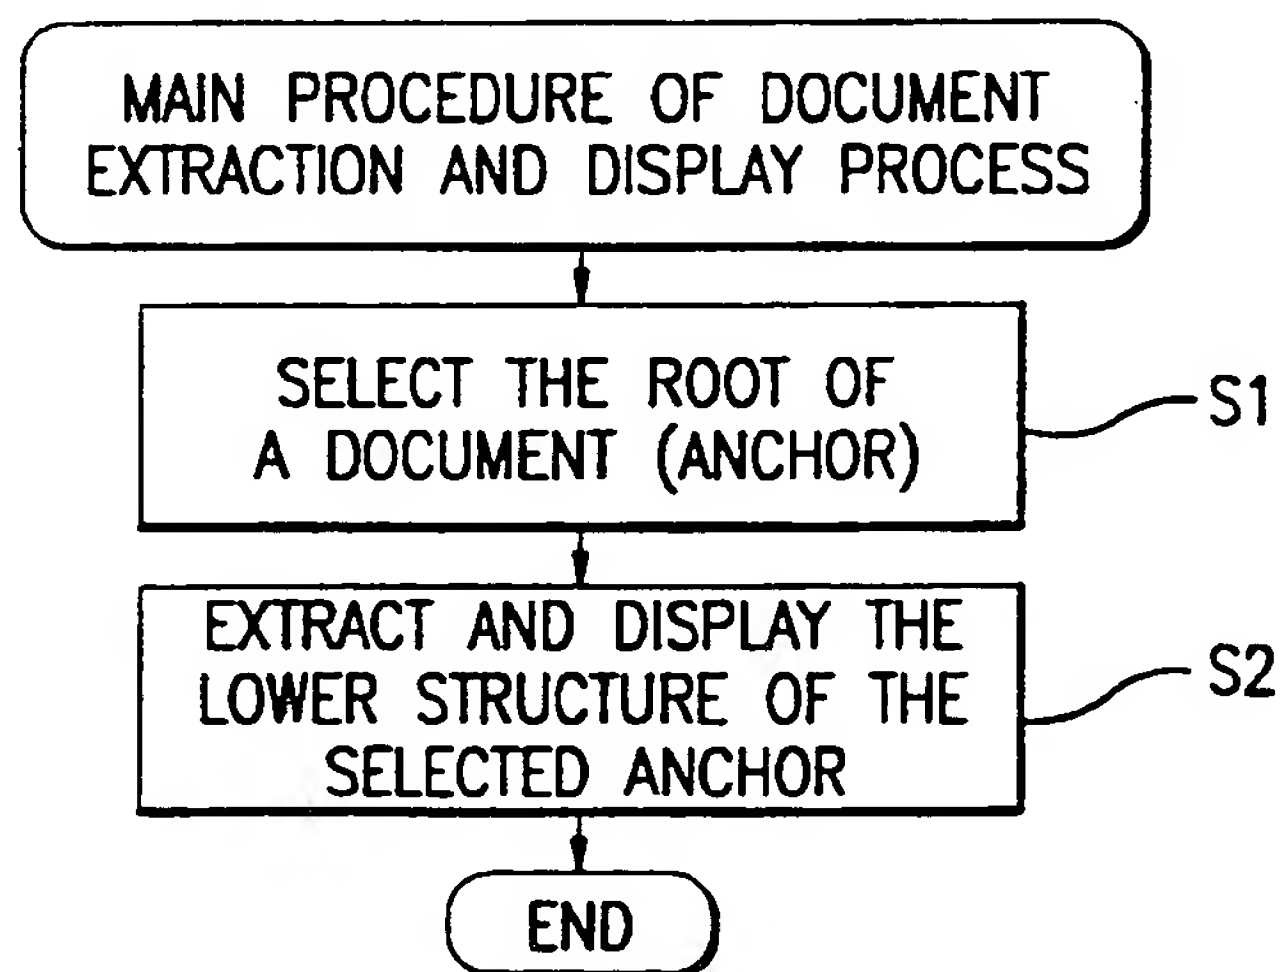 MAIN PROCEDURE OF DOCUMENT
EXTRACTION AND DISPLAY PROCESS
SELECT THE ROOT OF
A DOCUMENT (ANCHOR)
S1
EXTRACT AND DISPLAY THE
LOWER STRUCTURE OF THE
SELECTED ANCHOR
S2
END